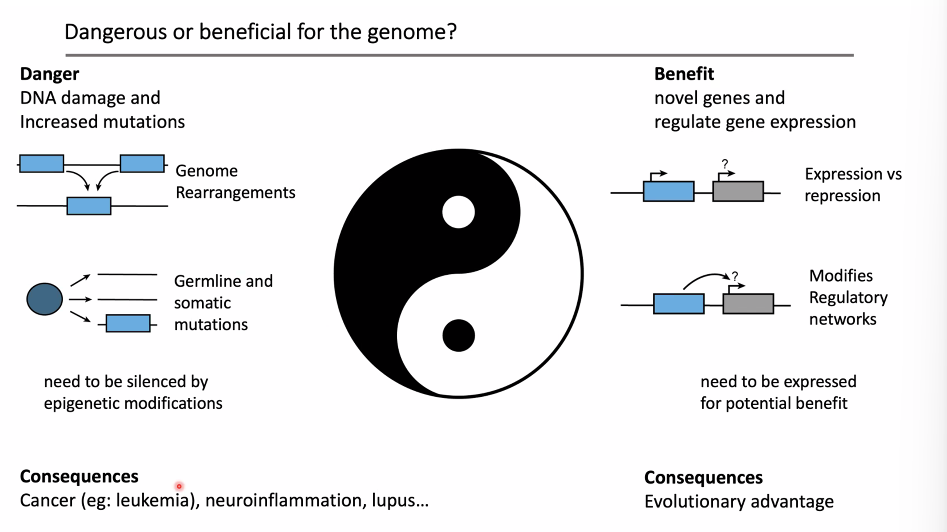 Dangerous or beneficial for the genome?
Danger
DNA damage and
Increased mutations
Genome
Rearrangements
Germline and
somatic
mutations
need to be silenced by
epigenetic modifications
Consequences
Cancer (eg: leukemia), neuroinflammation, lupus...
Benefit
novel genes and
regulate gene expression
?
Expression vs
repression
?
Modifies
Regulatory
networks
need to be expressed
for potential benefit
Consequences
Evolutionary advantage